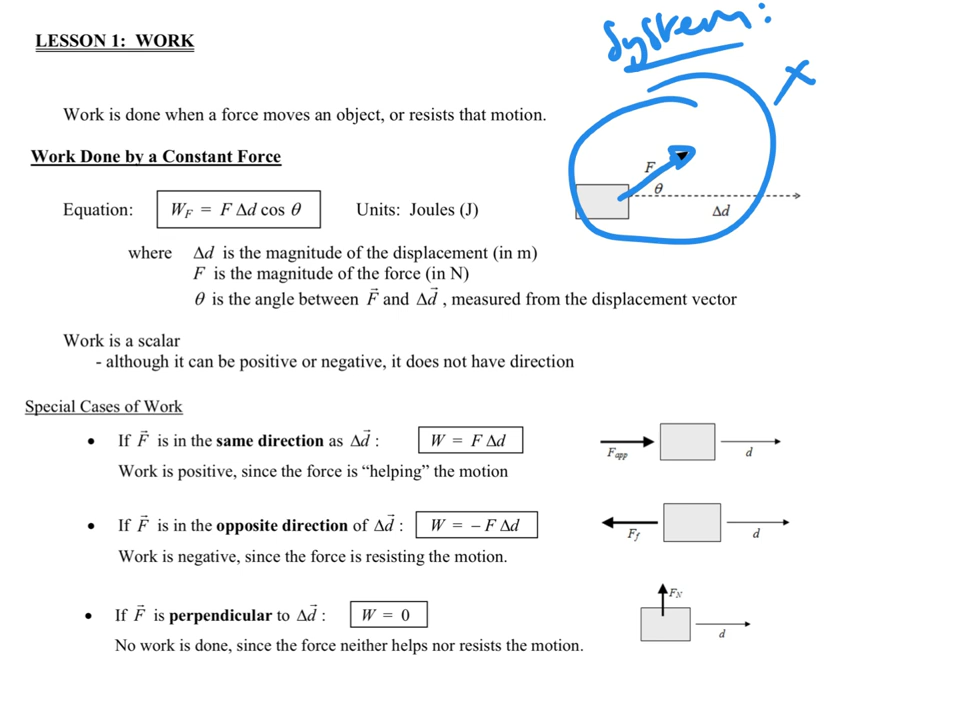 System:
LESSON 1: WORK
x
Work is done when a force moves an object, or resists that motion.
Work Done by a Constant Force
F
θ
Equation: W_F = F Δd cos θ Units: Joules (J)
Δd
where Δd is the magnitude of the displacement (in m)
F is the magnitude of the force (in N)
θ is the angle between F⃗ and Δd⃗ , measured from the displacement vector
Work is a scalar
- although it can be positive or negative, it does not have direction
Special Cases of Work
• If F⃗ is in the same direction as Δd⃗ : W = F Δd
F_app d
Work is positive, since the force is “helping” the motion
• If F⃗ is in the opposite direction of Δd⃗ : W = − F Δd
F_f d
Work is negative, since the force is resisting the motion.
F_N
• If F⃗ is perpendicular to Δd⃗ : W = 0
d
No work is done, since the force neither helps nor resists the motion.